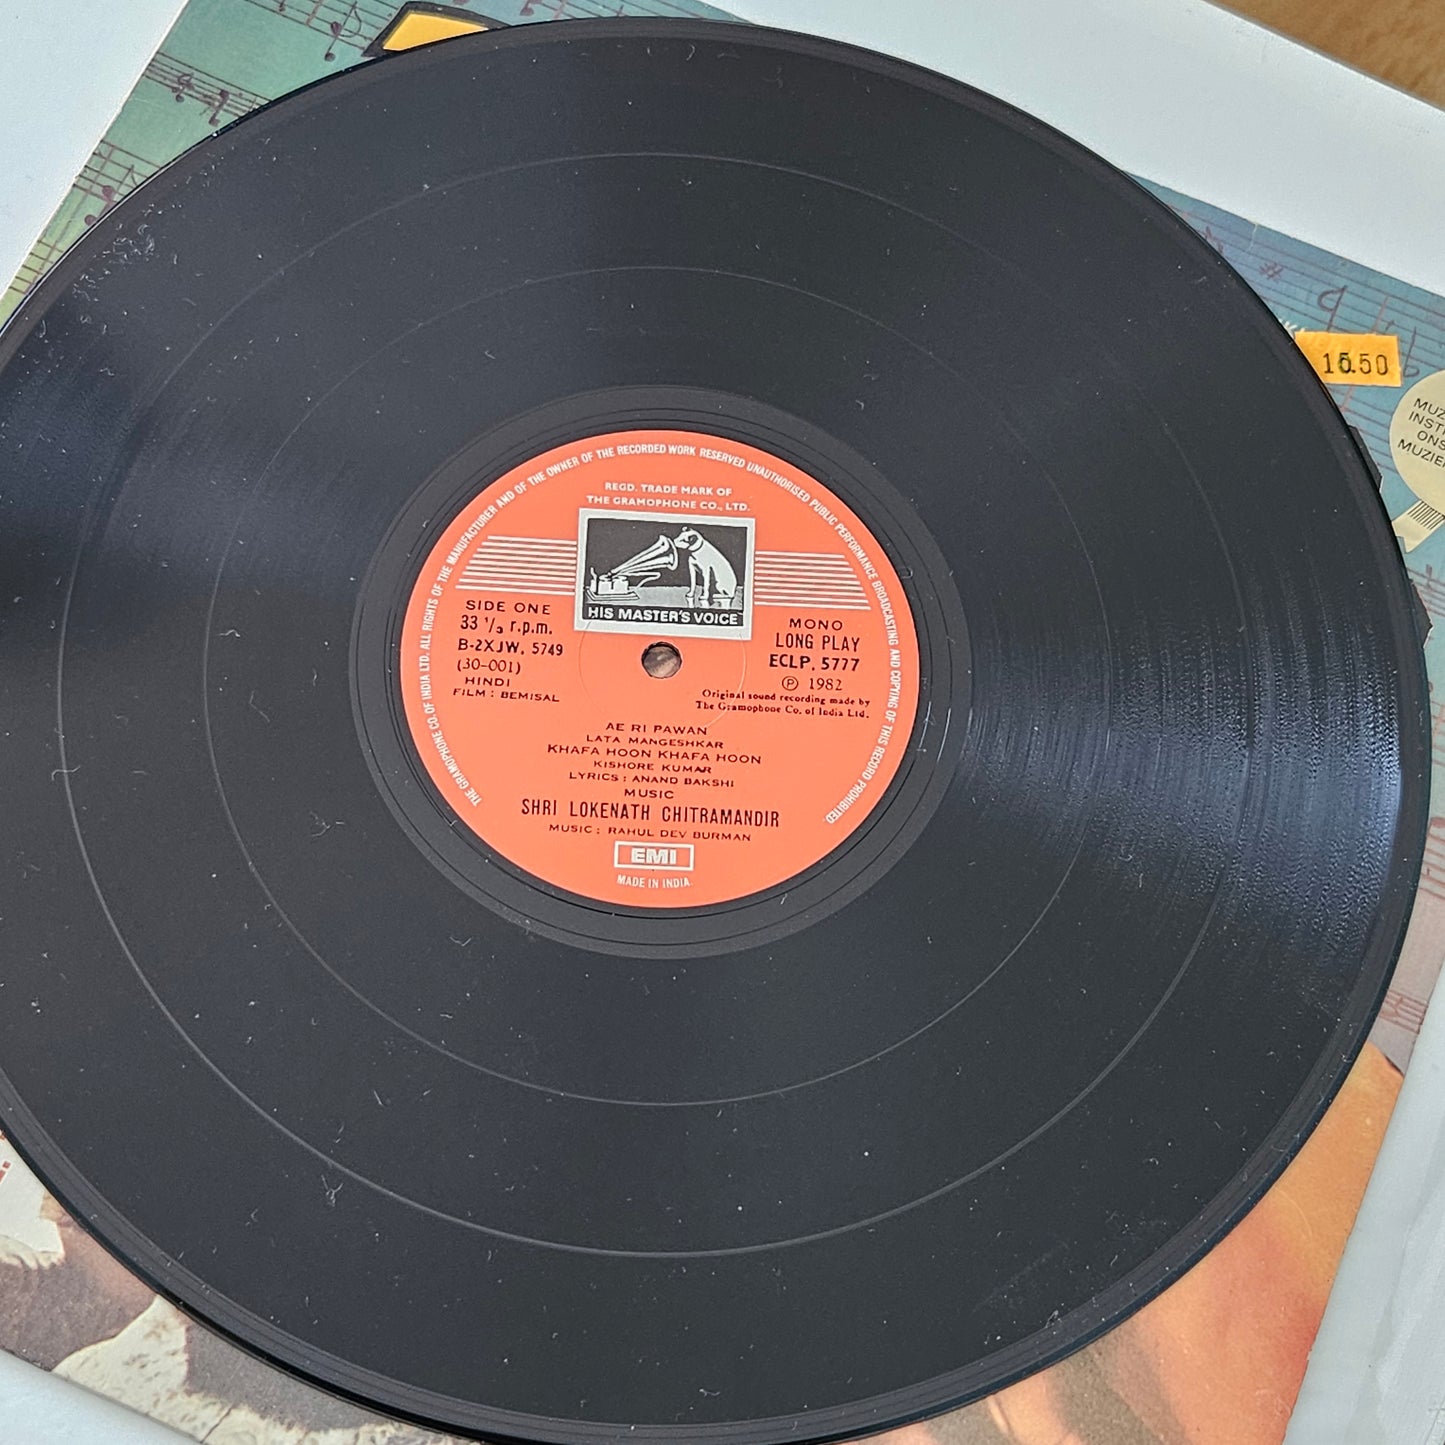 THE GRAMOPHONE CO. OF INDIA LTD. ALL RIGHTS OF THE MANUFACTURER AND OF THE OWNER OF THE RECORDED WORK RESERVED UNAUTHORISED PUBLIC PERFORMANCE BROADCASTING AND COPYING OF THIS RECORD PROHIBITED.
REGD. TRADE MARK OF
THE GRAMOPHONE CO., LTD.
HIS MASTER'S VOICE
SIDE ONE
33 1/3 r.p.m.
B-2XJW. 5749
(30-001)
HINDI
FILM : BEMISAL
MONO
LONG PLAY
ECLP. 5777
Ⓟ 1982
Original sound recording made by
The Gramophone Co. of India Ltd.
AE RI PAWAN
LATA MANGESHKAR
KHAFA HOON KHAFA HOON
KISHORE KUMAR
LYRICS : ANAND BAKSHI
MUSIC
SHRI LOKENATH CHITRAMANDIR
MUSIC : RAHUL DEV BURMAN
EMI
MADE IN INDIA